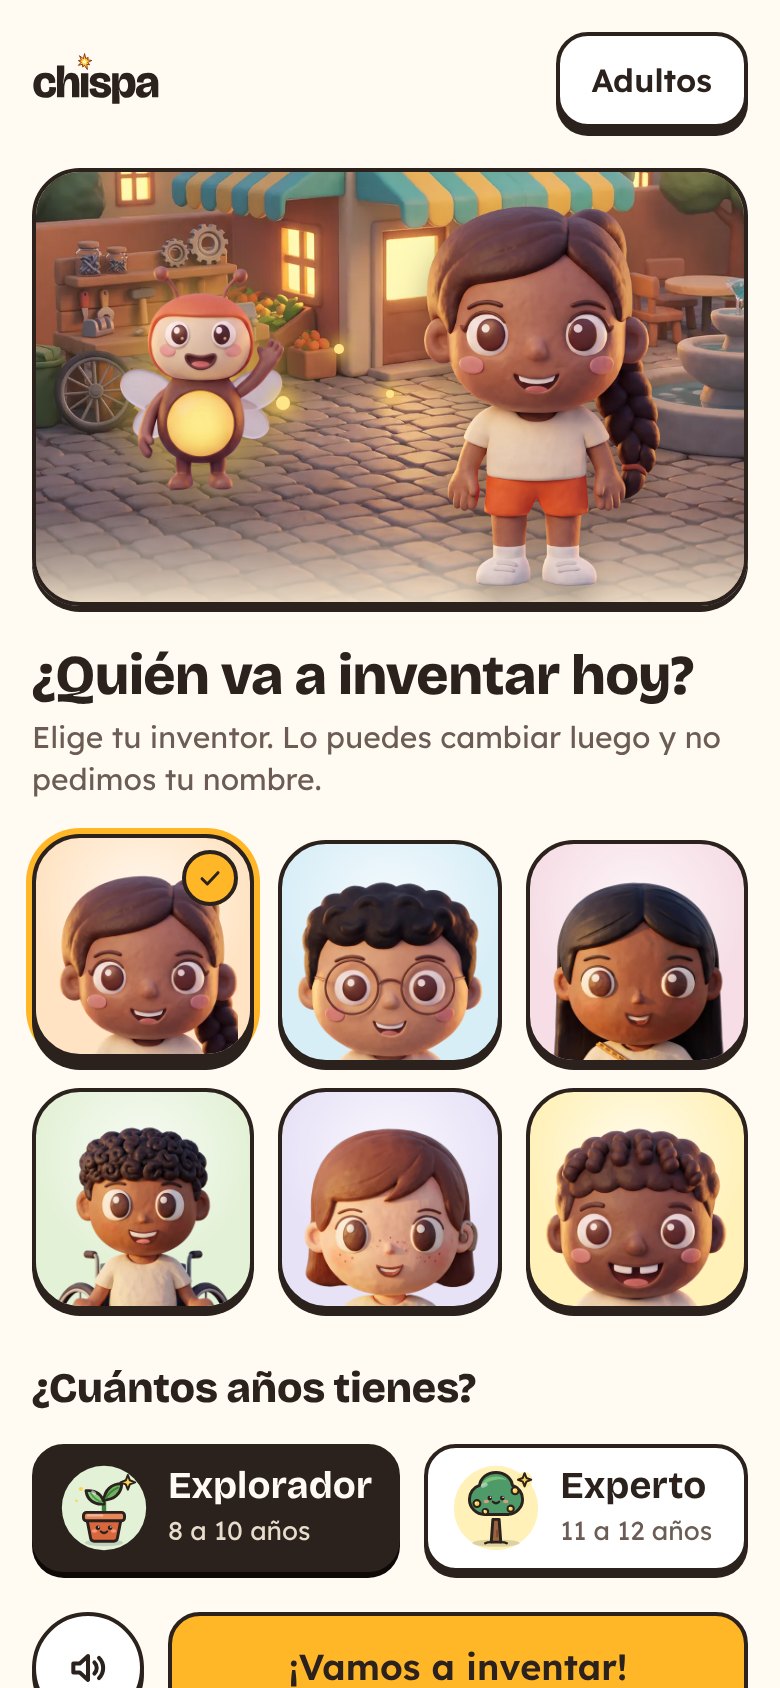 chispa
Adultos
¿Quién va a inventar hoy?
Elige tu inventor. Lo puedes cambiar luego y no
pedimos tu nombre.
¿Cuántos años tienes?
Explorador
8 a 10 años
Experto
11 a 12 años
¡Vamos a inventar!